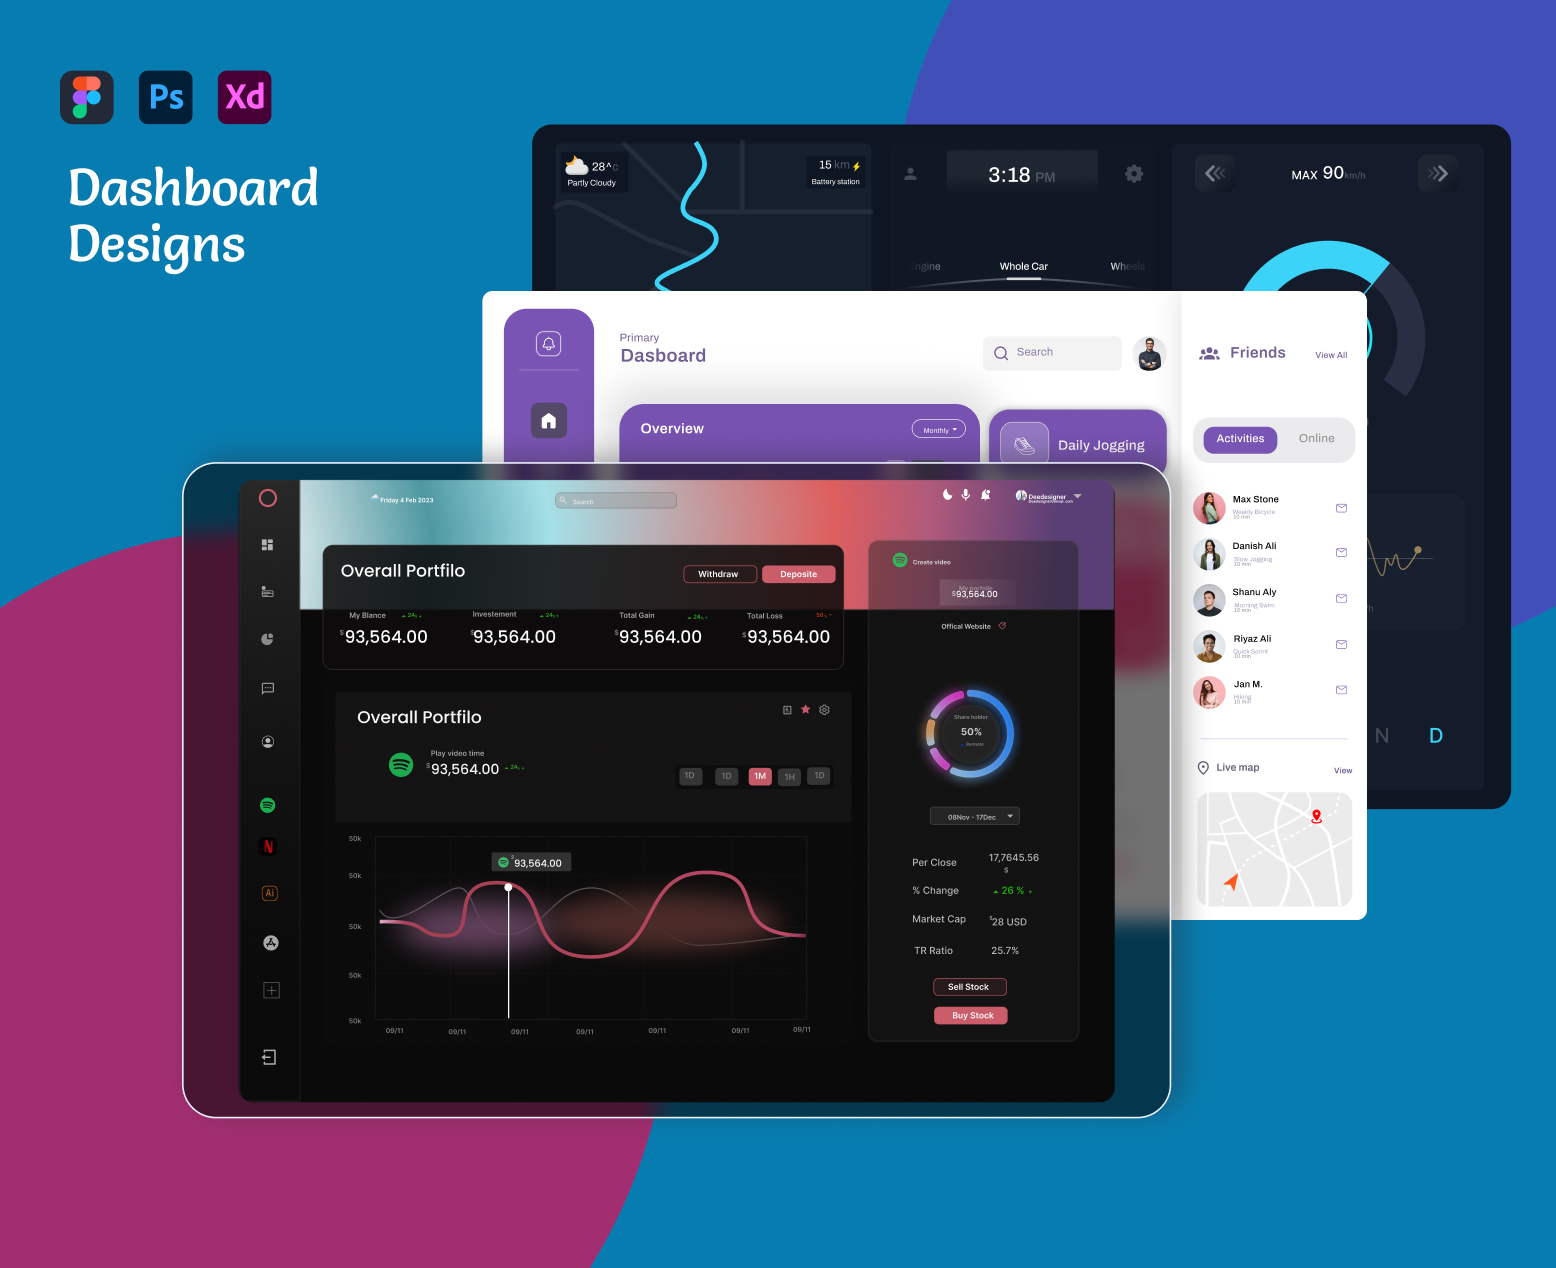 Ps
Xd
Dashboard
Designs
28^c
Partly Cloudy
15 km
Battery station
3:18 PM
Engine
Whole Car
Wheels
MAX 90km/h
N
D
Primary
Dasboard
Search
Overview
Monthly
Daily Jogging
Friends
View All
Activities
Online
Max Stone
Weekly Bicycle
10 min
Danish Ali
Slow Jogging
10 min
Shanu Aly
Morning Swim
10 min
Riyaz Ali
Quick Sprint
10 min
Jan M.
Hiking
10 min
Live map
View
Friday 4 Feb 2023
Search
Deedesigner
Overall Portfilo
Withdraw
Deposite
My Blance
$93,564.00
Investement
$93,564.00
Total Gain
$93,564.00
Total Loss
$93,564.00
Overall Portfilo
Play video time
$93,564.00
1D
1D
1M
1H
1D
50k
50k
50k
50k
50k
$93,564.00
09/11
09/11
09/11
09/11
09/11
09/11
09/11
Ai
Create video
My portfilo
$93,564.00
Offical Website
Share holder
50%
08Nov - 17Dec
Per Close
17,7645.56
$
% Change
26 % +
Market Cap
$28 USD
TR Ratio
25.7%
Sell Stock
Buy Stock